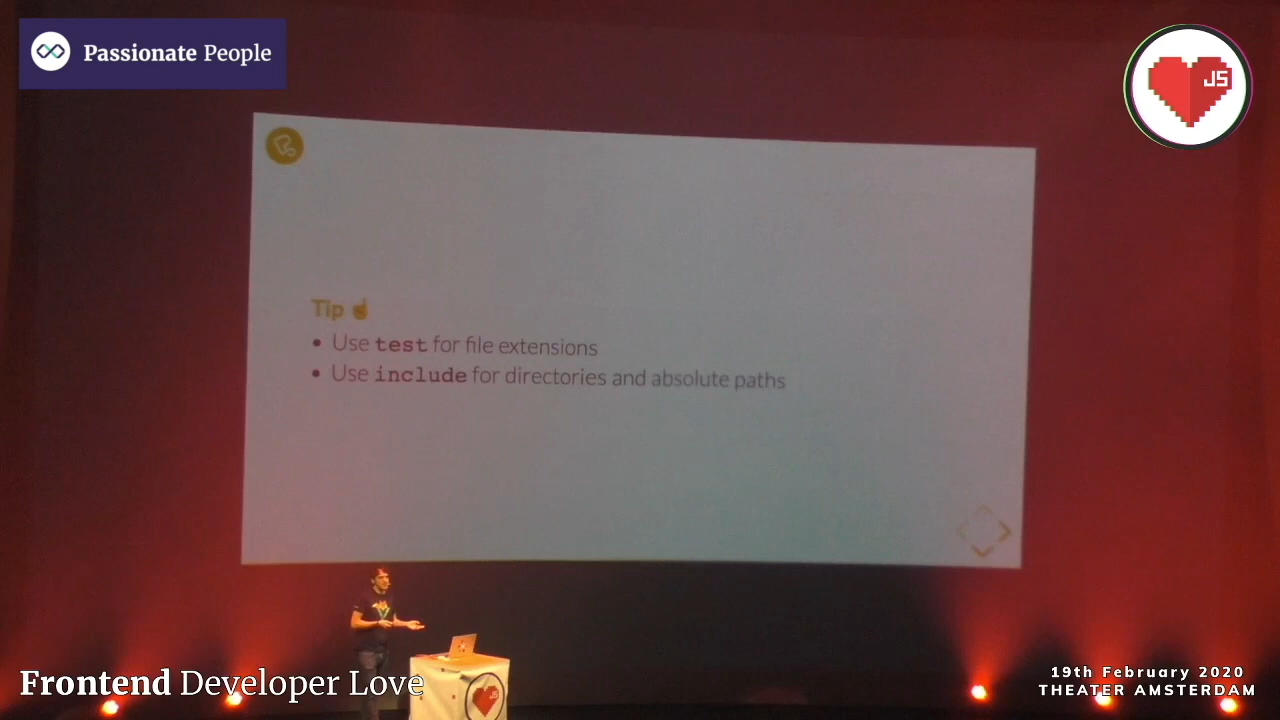 Passionate People
JS
Tip
Use test for file extensions
Use include for directories and absolute paths
JS
Frontend Developer Love
19th February 2020
THEATER AMSTERDAM